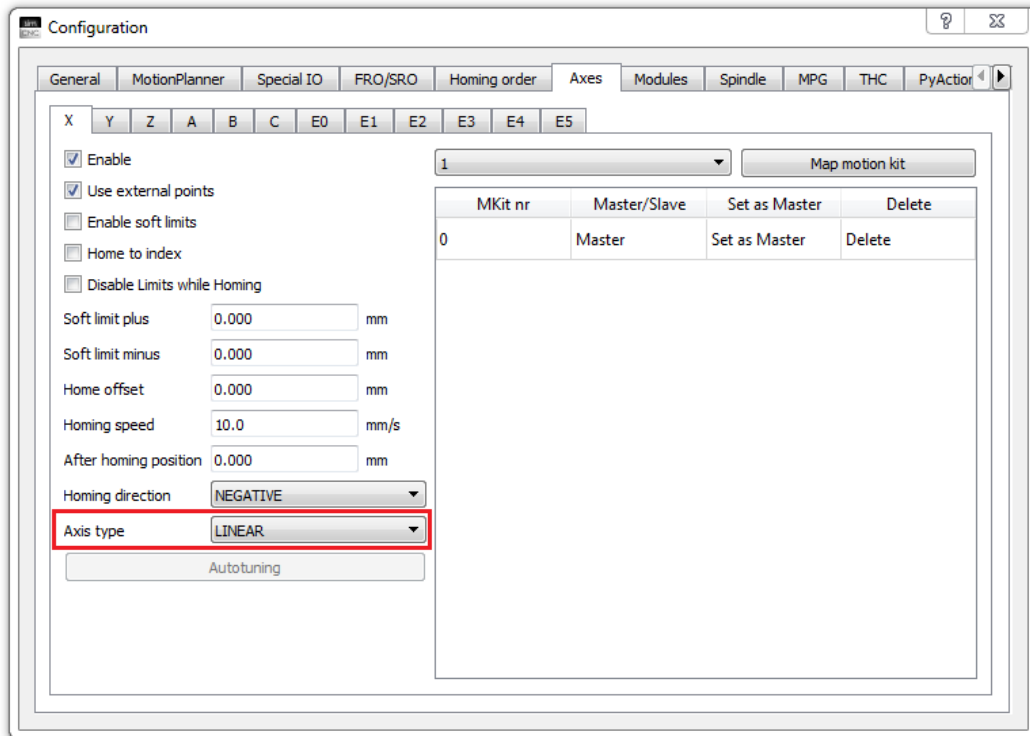 Configuration
General MotionPlanner Special IO FRO/SRO Homing order Axes Modules Spindle MPG THC PyAction
X Y Z A B C E0 E1 E2 E3 E4 E5
Enable
Use external points
Enable soft limits
Home to index
Disable Limits while Homing
Soft limit plus 0.000 mm
Soft limit minus 0.000 mm
Home offset 0.000 mm
Homing speed 10.0 mm/s
After homing position 0.000 mm
Homing direction NEGATIVE
Axis type LINEAR
Autotuning
1 Map motion kit
MKit nr Master/Slave Set as Master Delete
0 Master Set as Master Delete